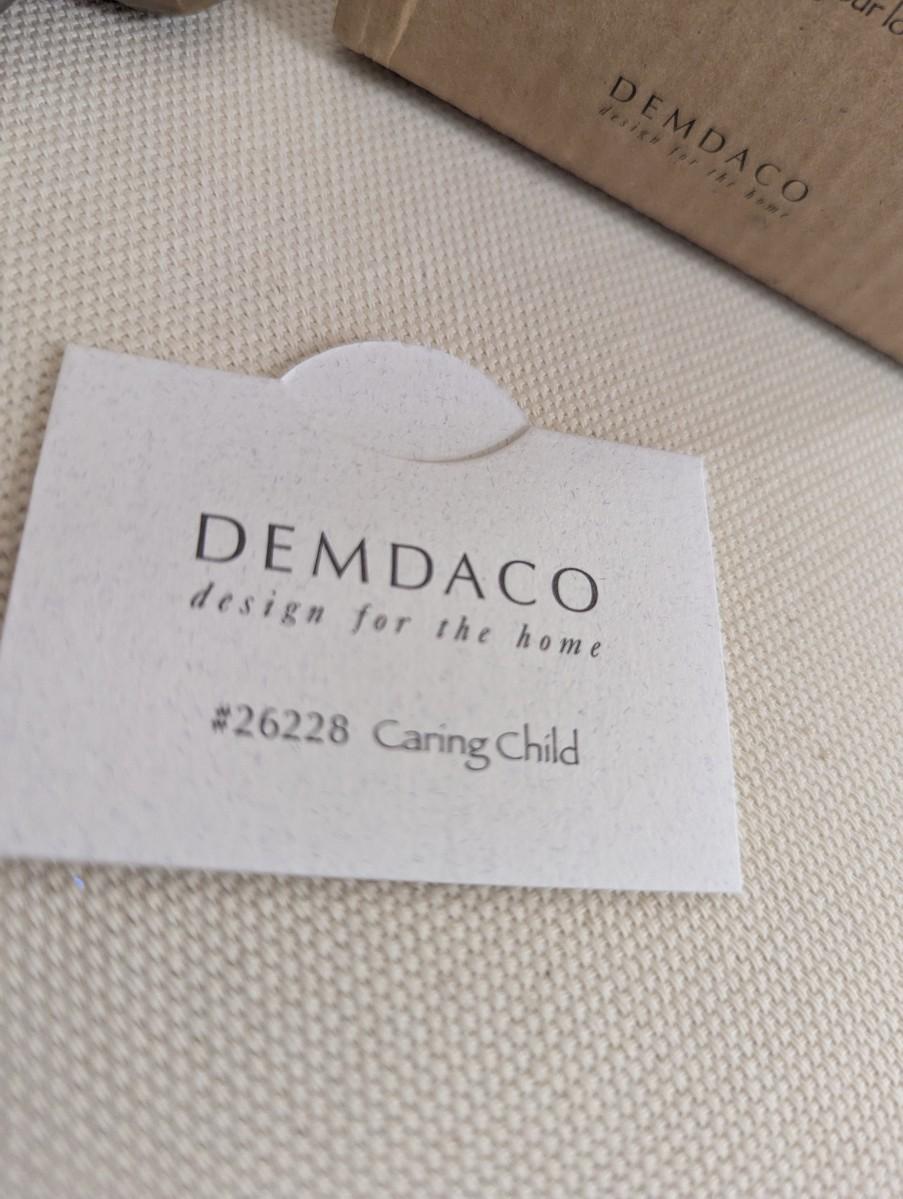 DEMDACO
design for the home
DEMDACO
design for the home
#26228 Caring Child